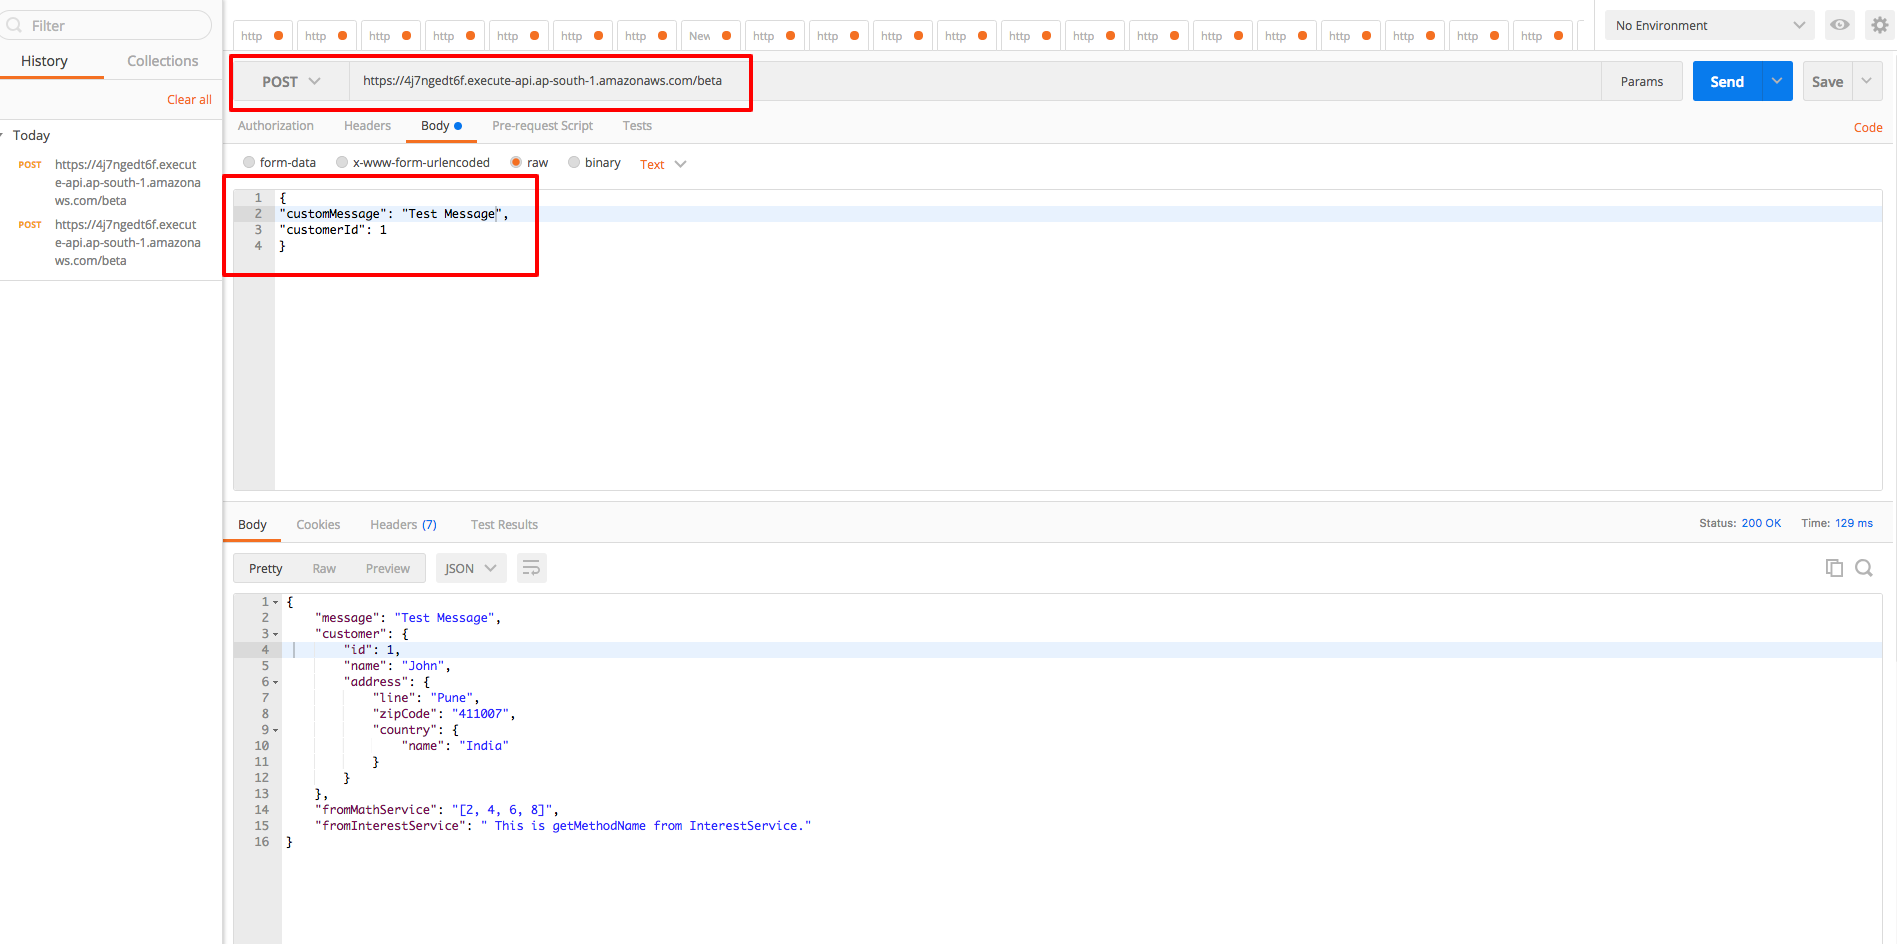 Filter
History Collections
Clear all
Today
POST https://4j7ngedt6f.execut
e-api.ap-south-1.amazona
ws.com/beta
POST https://4j7ngedt6f.execut
e-api.ap-south-1.amazona
ws.com/beta
http http http http http http http New http http http http http http http http http http http http http
No Environment
POST https://4j7ngedt6f.execute-api.ap-south-1.amazonaws.com/beta Params Send Save
Authorization Headers Body Pre-request Script Tests Code
form-data x-www-form-urlencoded raw binary Text
1 {
2 "customMessage": "Test Message",
3 "customerId": 1
4 }
Body Cookies Headers (7) Test Results Status: 200 OK Time: 129 ms
Pretty Raw Preview JSON
1 {
2 "message": "Test Message",
3 "customer": {
4 "id": 1,
5 "name": "John",
6 "address": {
7 "line": "Pune",
8 "zipCode": "411007",
9 "country": {
10 "name": "India"
11 }
12 }
13 },
14 "fromMathService": "[2, 4, 6, 8]",
15 "fromInterestService": " This is getMethodName from InterestService."
16 }